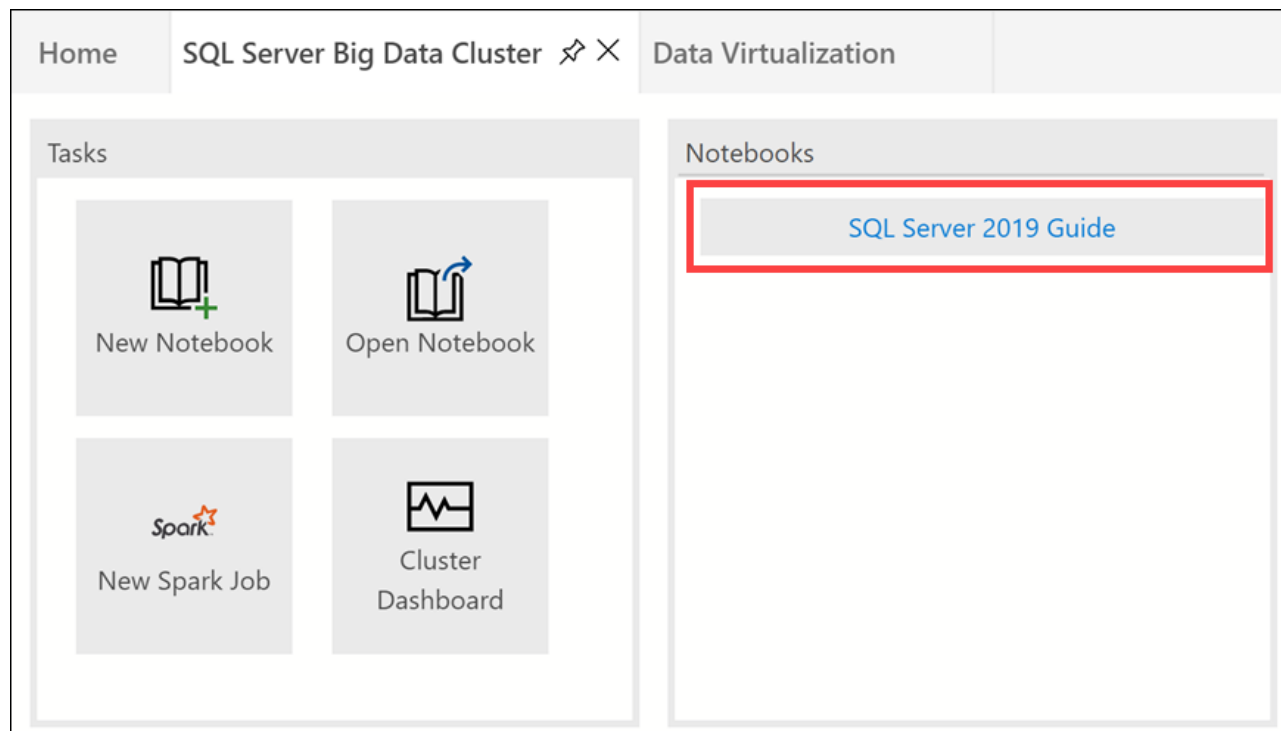 Home
SQL Server Big Data Cluster
Data Virtualization
Tasks
Notebooks
SQL Server 2019 Guide
New Notebook
Open Notebook
Spark
New Spark Job
Cluster
Dashboard